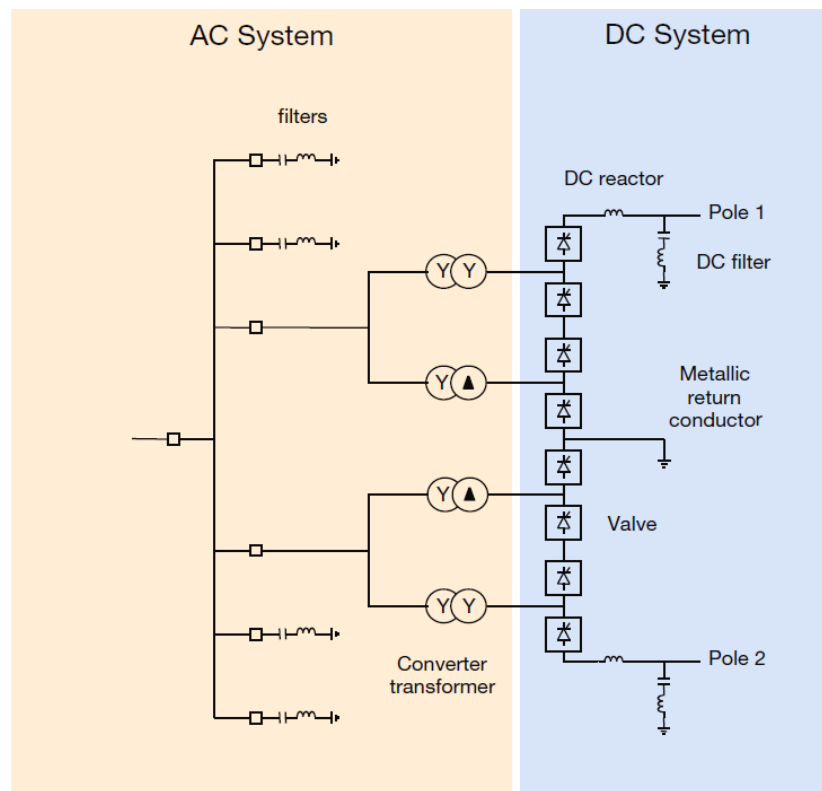 AC System
DC System
filters
DC reactor
Pole 1
Y Y
DC filter
Y
Metallic
return
conductor
Y
Valve
Y Y
Converter
transformer
Pole 2